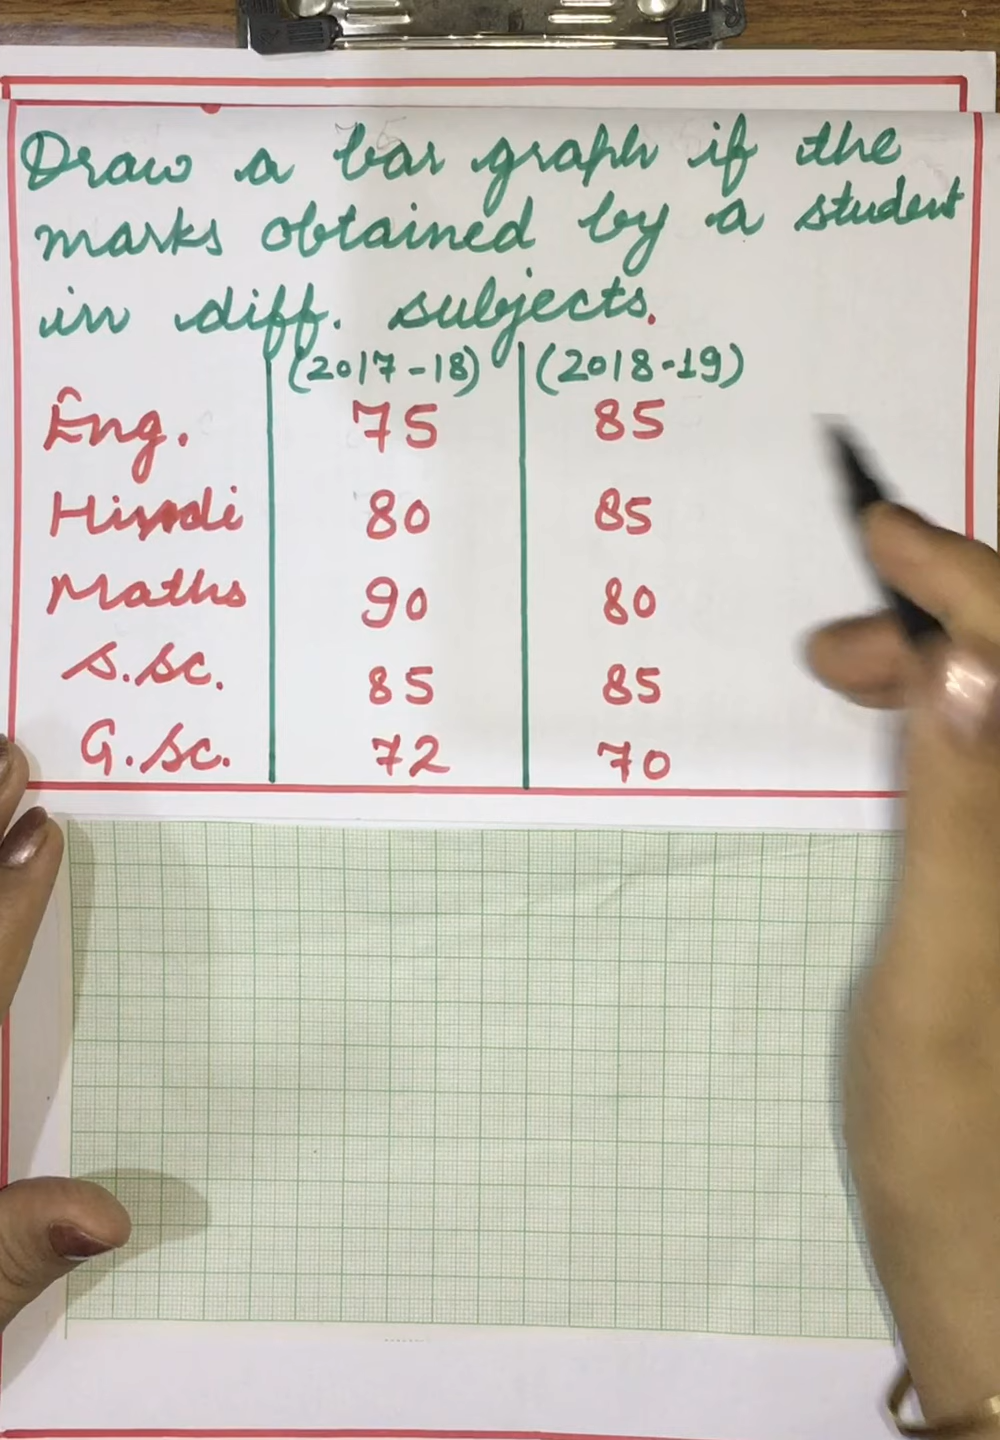 Draw a bar graph if the
marks obtained by a student
in diff. subjects.
(2017-18) (2018-19)
Eng. 75 85
Hindi 80 85
Maths 90 80
S.Sc. 85 85
G.Sc. 72 70